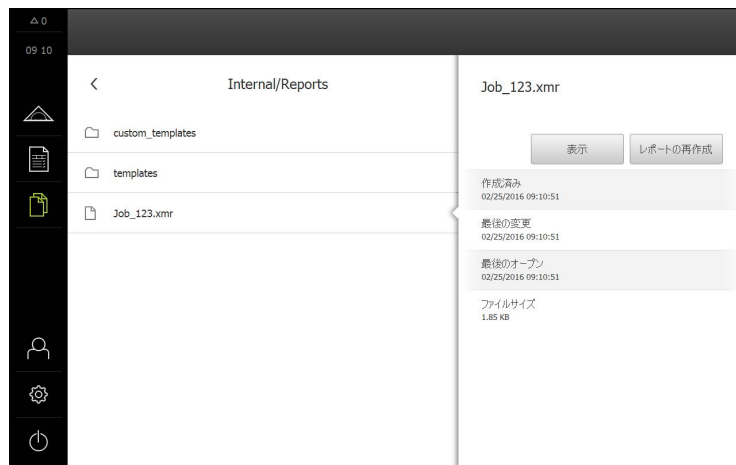 △ 0
09 10
Internal/Reports
custom_templates
templates
Job_123.xmr
Job_123.xmr
表示
レポートの再作成
作成済み
02/25/2016 09:10:51
最後の変更
02/25/2016 09:10:51
最後のオープン
02/25/2016 09:10:51
ファイルサイズ
1.85 KB